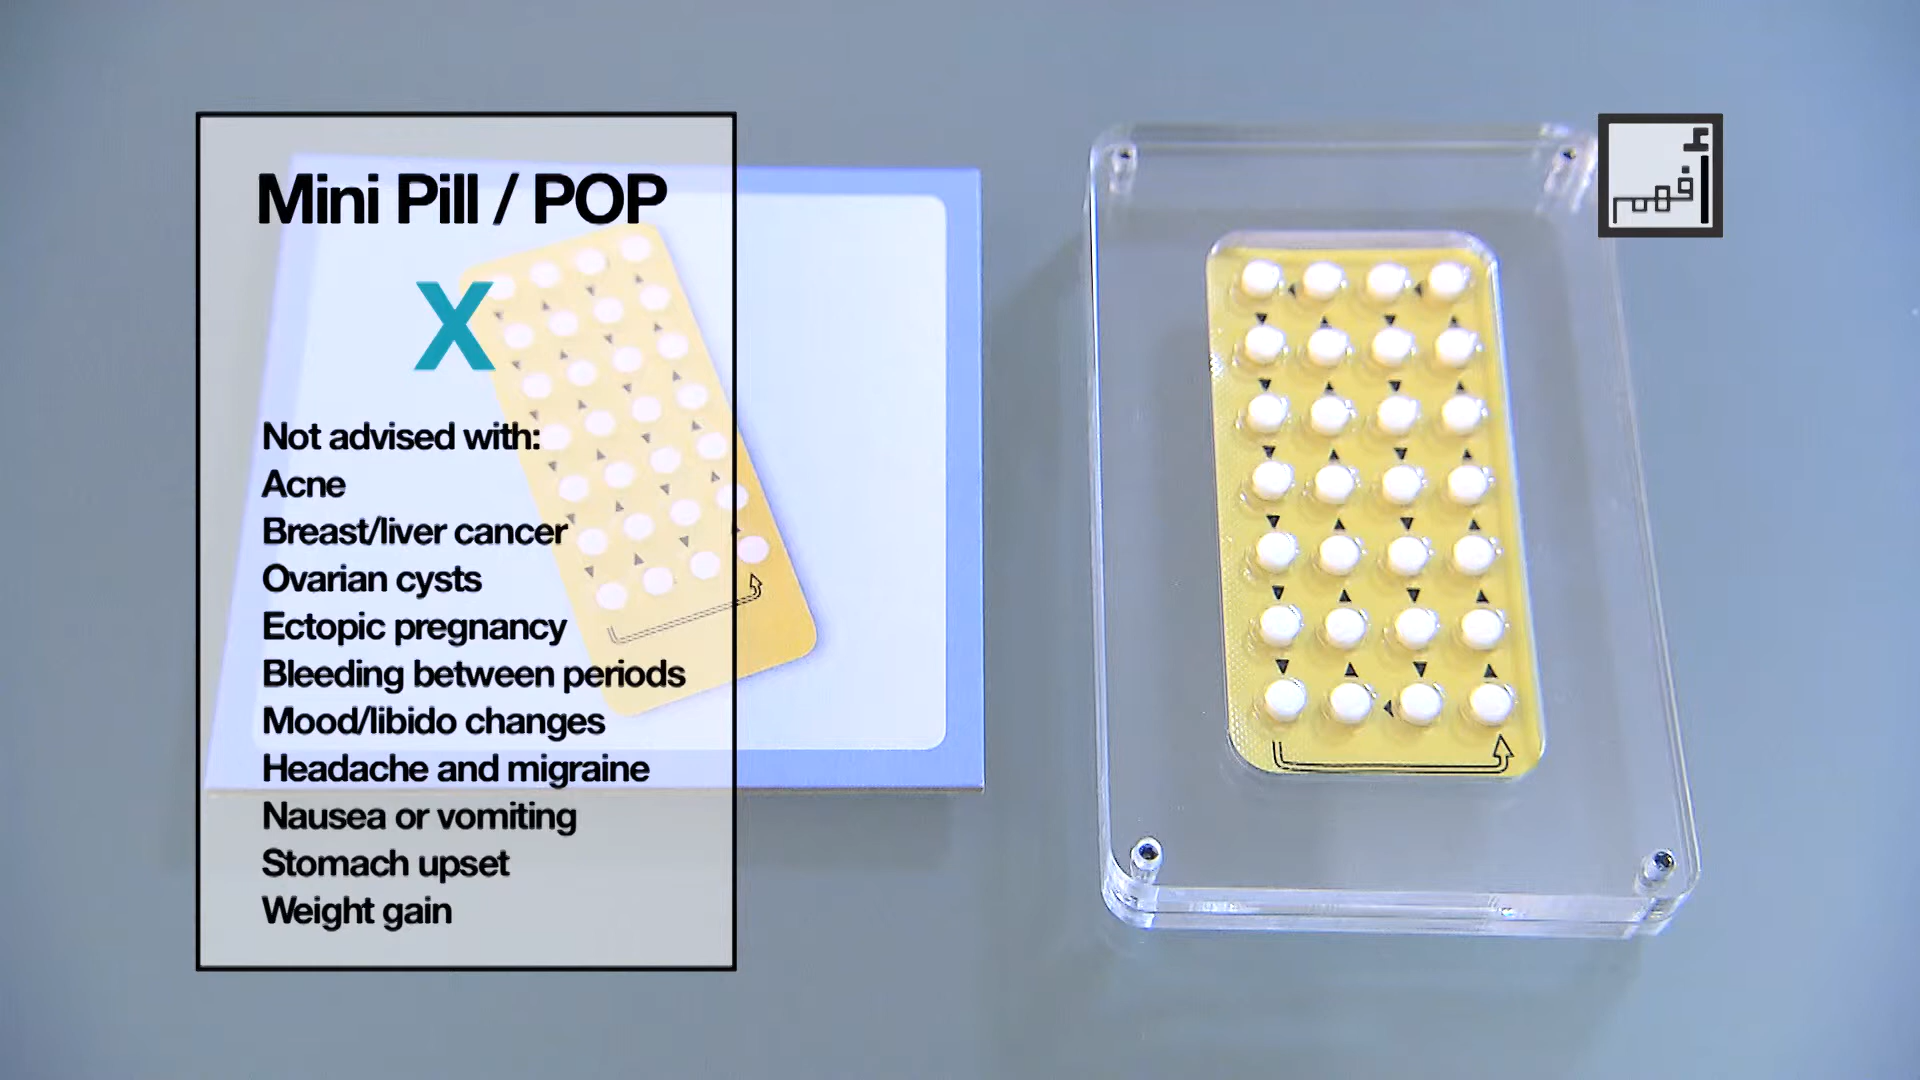 Mini Pill / POP
X
Not advised with:
Acne
Breast/liver cancer
Ovarian cysts
Ectopic pregnancy
Bleeding between periods
Mood/libido changes
Headache and migraine
Nausea or vomiting
Stomach upset
Weight gain